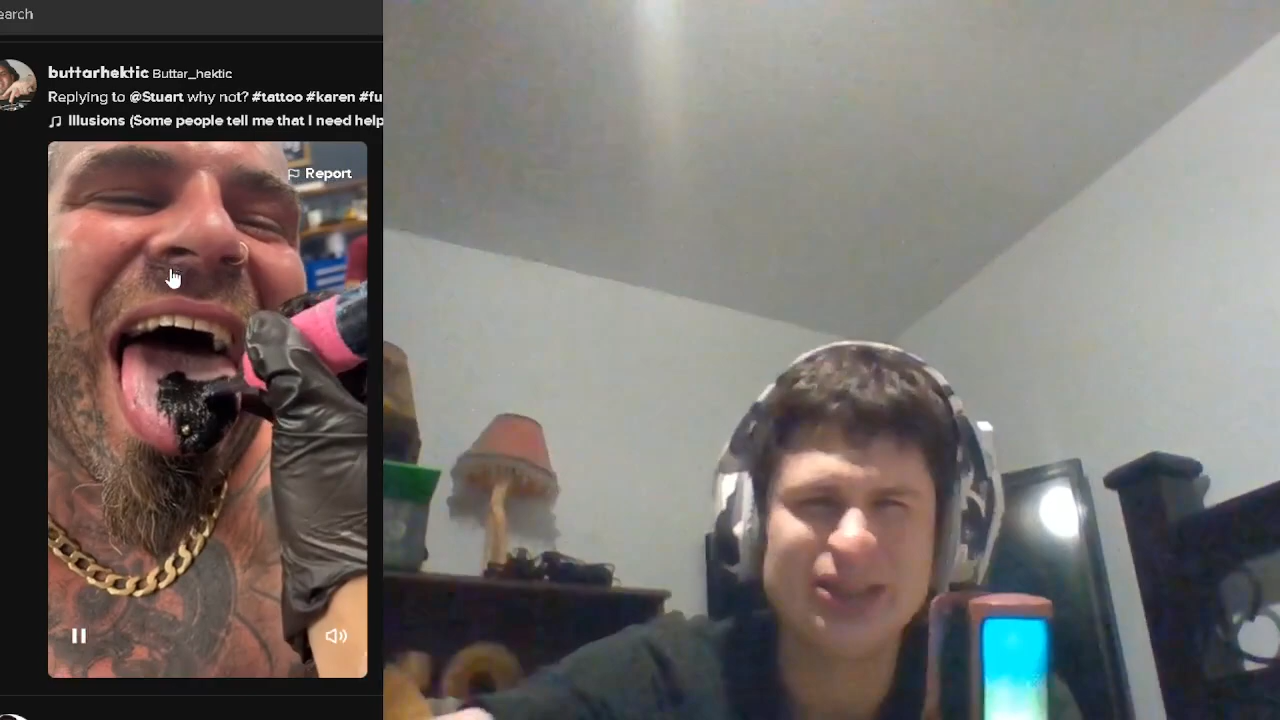 earch
buttarhektic Buttar_hektic
Replying to @Stuart why not? #tattoo #karen #fu
Illusions (Some people tell me that I need help
Report